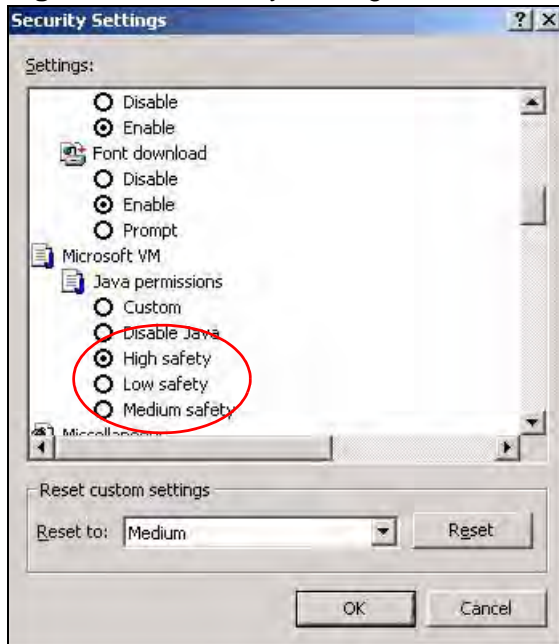 Security Settings
Settings:
Disable
Enable
Font download
Disable
Enable
Prompt
Microsoft VM
Java permissions
Custom
Disable Java
High safety
Low safety
Medium safety
Miscellaneous
Reset custom settings
Reset to: Medium Reset
OK Cancel